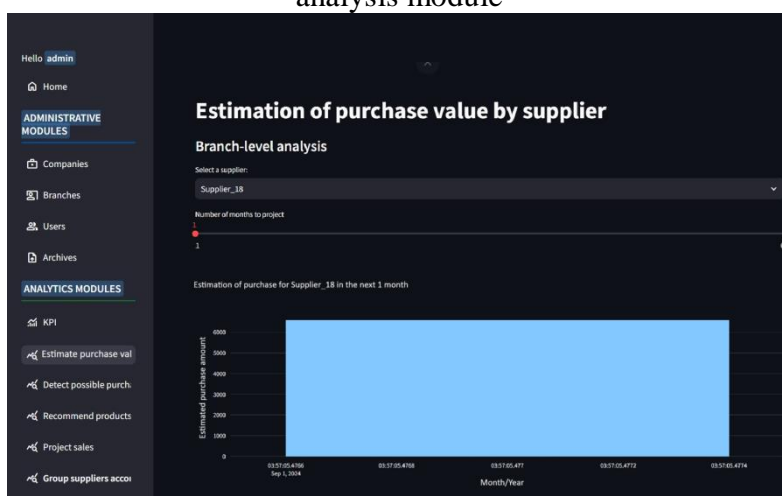 analysis module
Hello admin
Home
ADMINISTRATIVE
MODULES
Companies
Branches
Users
Archives
ANALYTICS MODULES
KPI
Estimate purchase val
Detect possible purch
Recommend products
Project sales
Group suppliers accor
Estimation of purchase value by supplier
Branch-level analysis
Select a supplier:
Supplier_18
Number of months to project
1
1
Estimation of purchase for Supplier_18 in the next 1 month
Estimated purchase amount
6000
5000
4000
3000
2000
1000
0
03:57:05.4766 03:57:05.4768 03:57:05.477 03:57:05.4772 03:57:05.4774
Month/Year